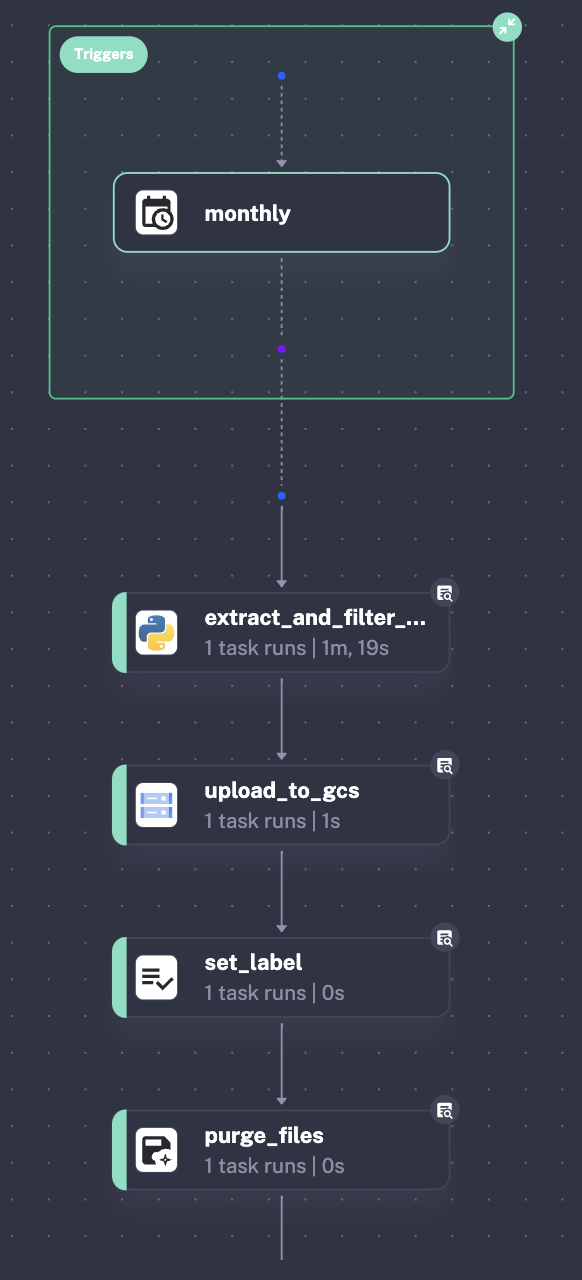 Triggers
monthly
extract_and_filter_...
1 task runs | 1m, 19s
upload_to_gcs
1 task runs | 1s
set_label
1 task runs | 0s
purge_files
1 task runs | 0s